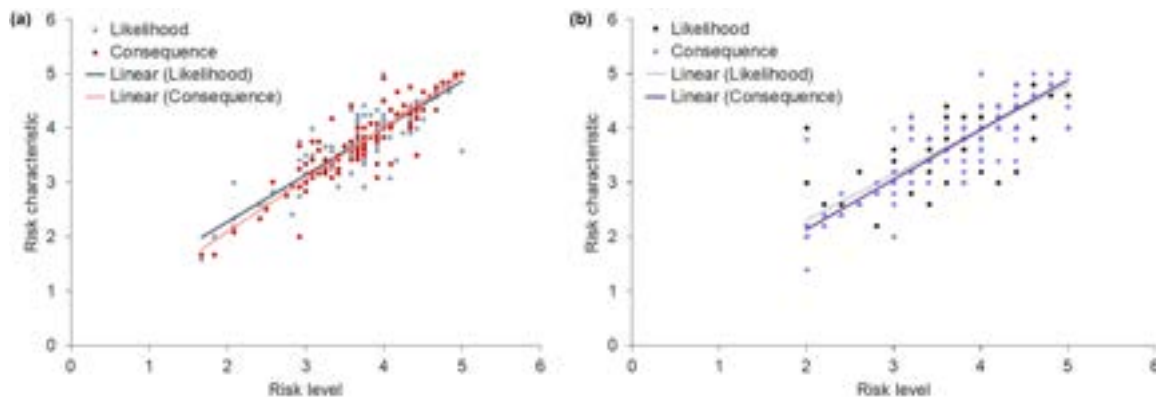 (a)
6
5
4
3
2
1
0
Risk characteristic
Likelihood
Consequence
Linear (Likelihood)
Linear (Consequence)
0 1 2 3 4 5 6
Risk level
(b)
6
5
4
3
2
1
0
Risk characteristic
Likelihood
Consequence
Linear (Likelihood)
Linear (Consequence)
0 1 2 3 4 5 6
Risk level